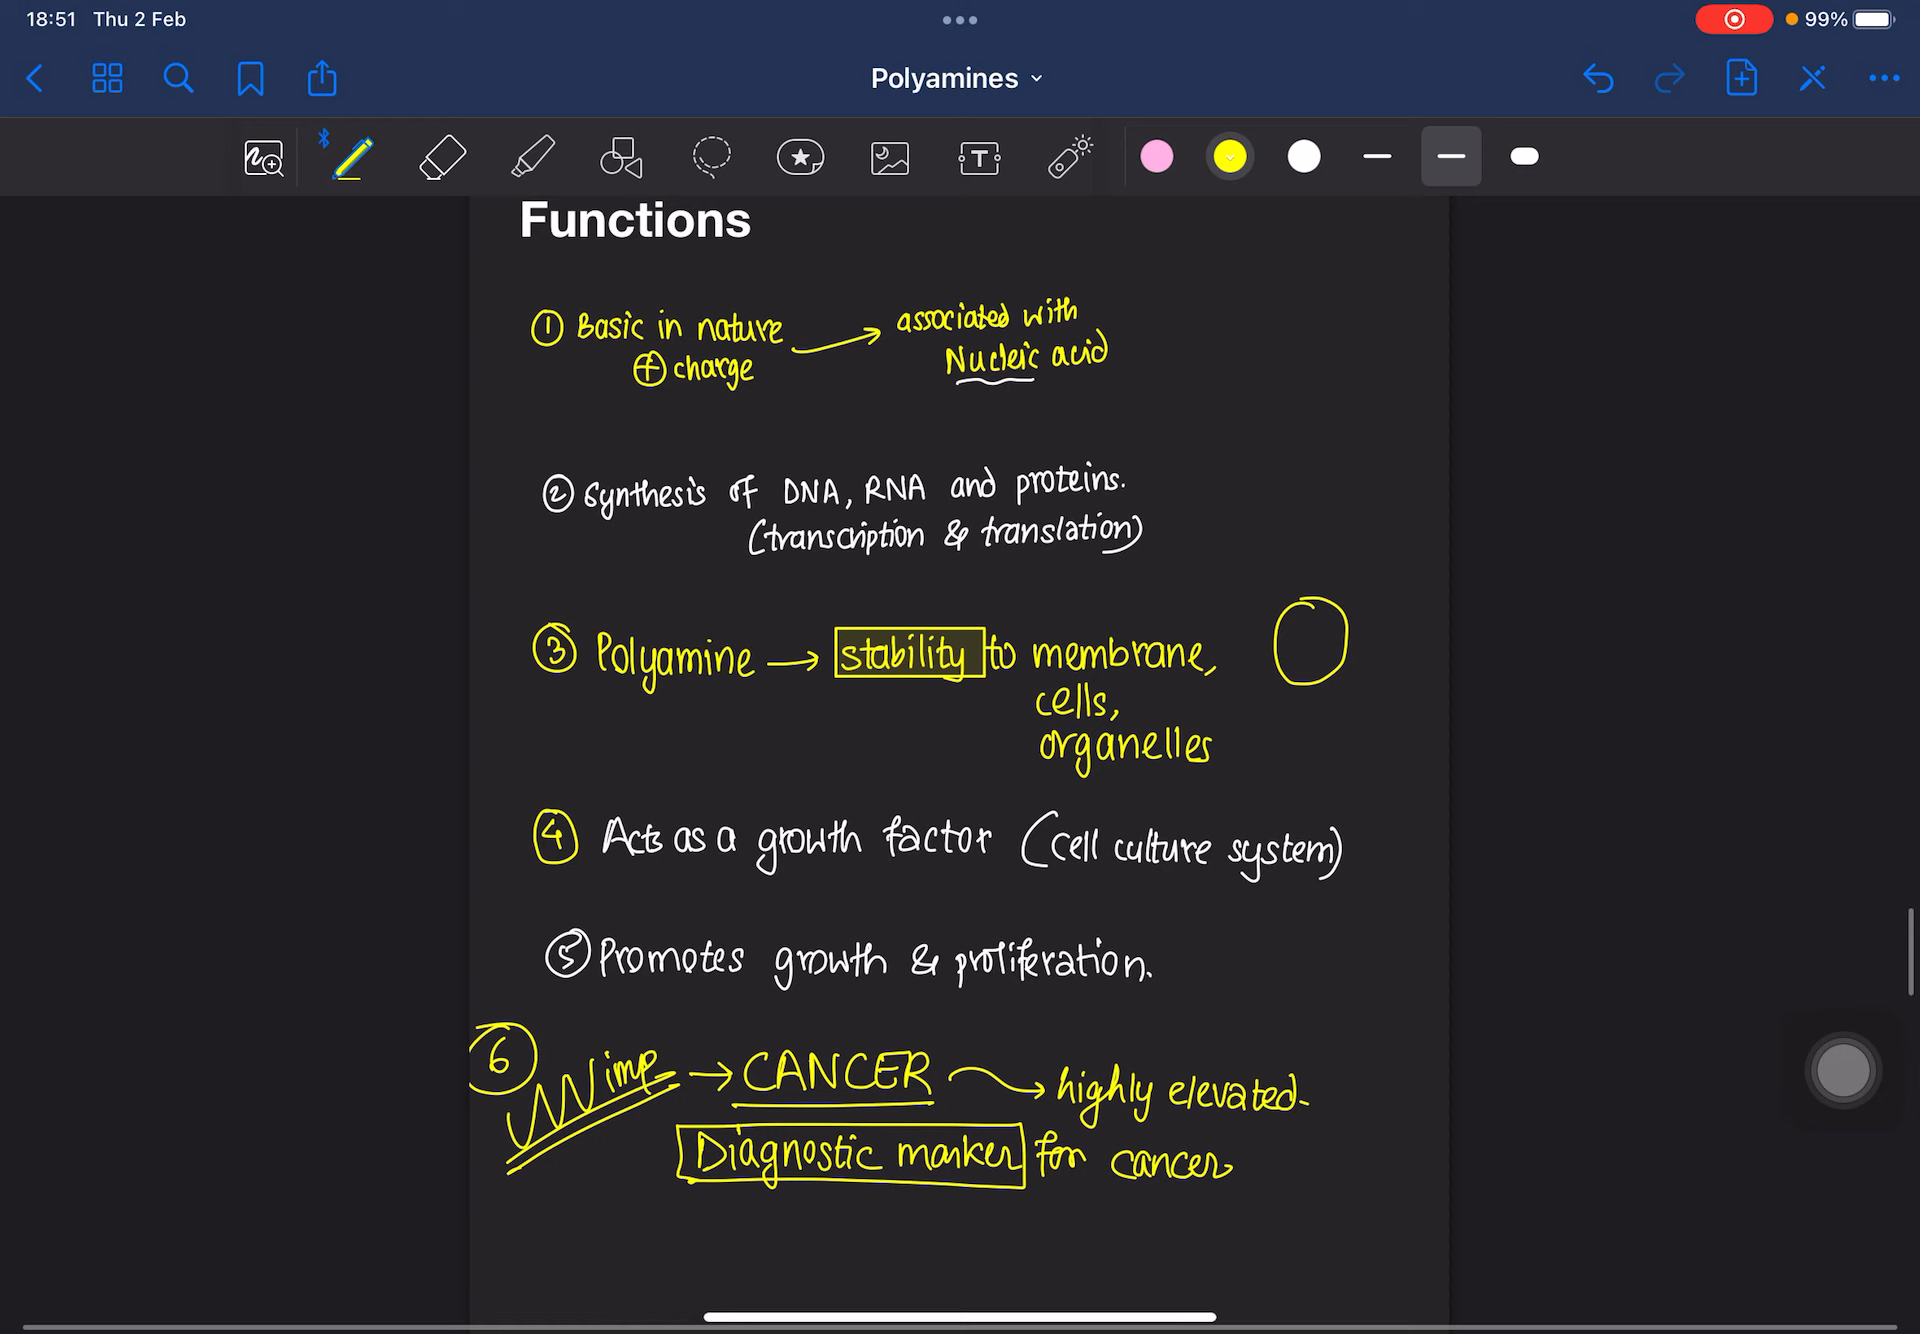 18:51 Thu 2 Feb
99%
Polyamines
T
Functions
① Basic in nature → associated with
⊕ charge Nucleic acid
② Synthesis of DNA, RNA and proteins.
(transcription & translation)
③ Polyamine → stability to membrane,
cells,
organelles
④ Acts as a growth factor (cell culture system)
⑤ Promotes growth & proliferation.
⑥ imp → CANCER → highly elevated.
Diagnostic marker for cancer